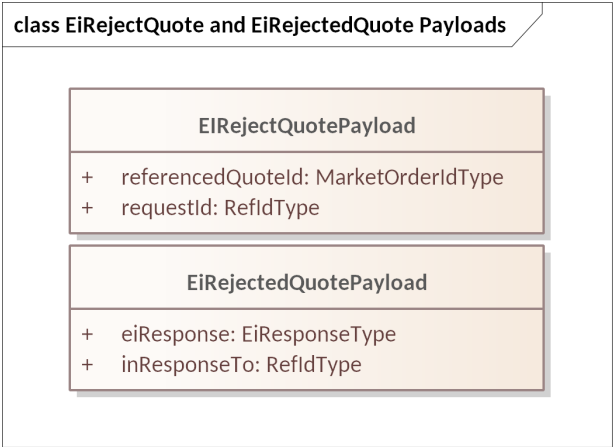 class EiRejectQuote and EiRejectedQuote Payloads
EIRejectQuotePayload
+ referencedQuoteId: MarketOrderIdType
+ requestId: RefIdType
EiRejectedQuotePayload
+ eiResponse: EiResponseType
+ inResponseTo: RefIdType